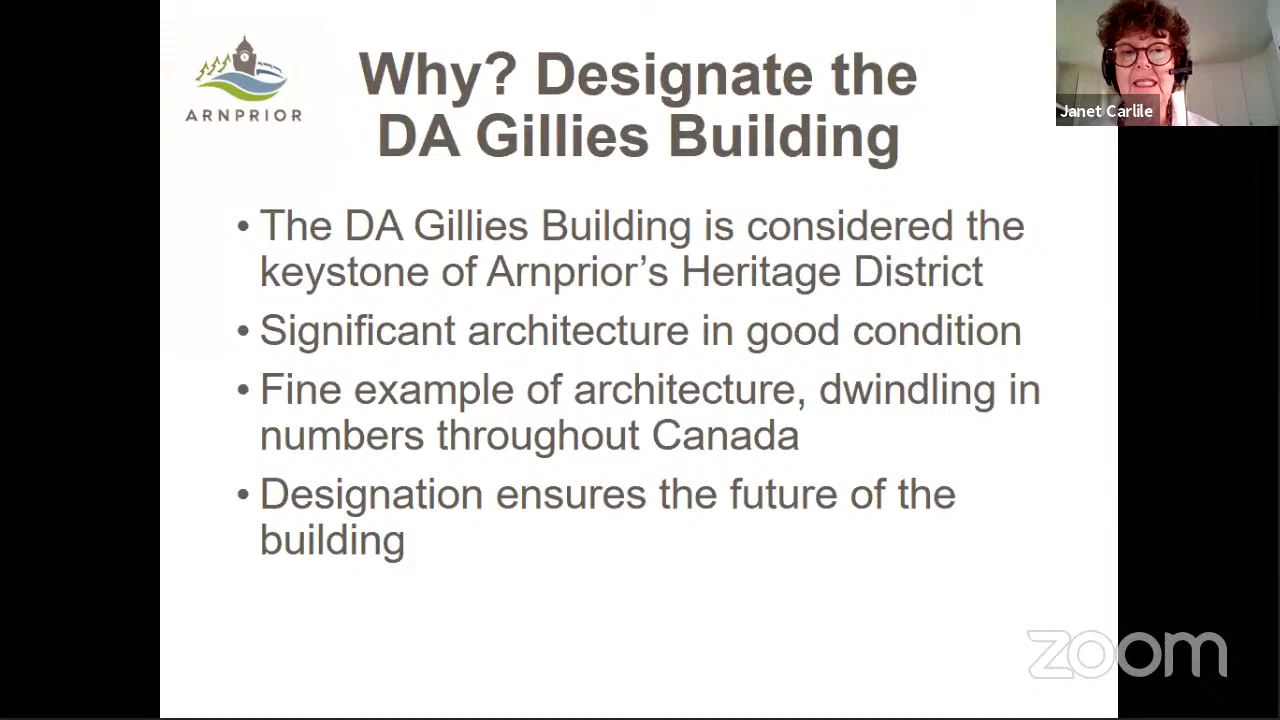 ARNPRIOR
Why? Designate the
DA Gillies Building
Janet Carlile
• The DA Gillies Building is considered the
keystone of Arnprior’s Heritage District
• Significant architecture in good condition
• Fine example of architecture, dwindling in
numbers throughout Canada
• Designation ensures the future of the
building
zoom